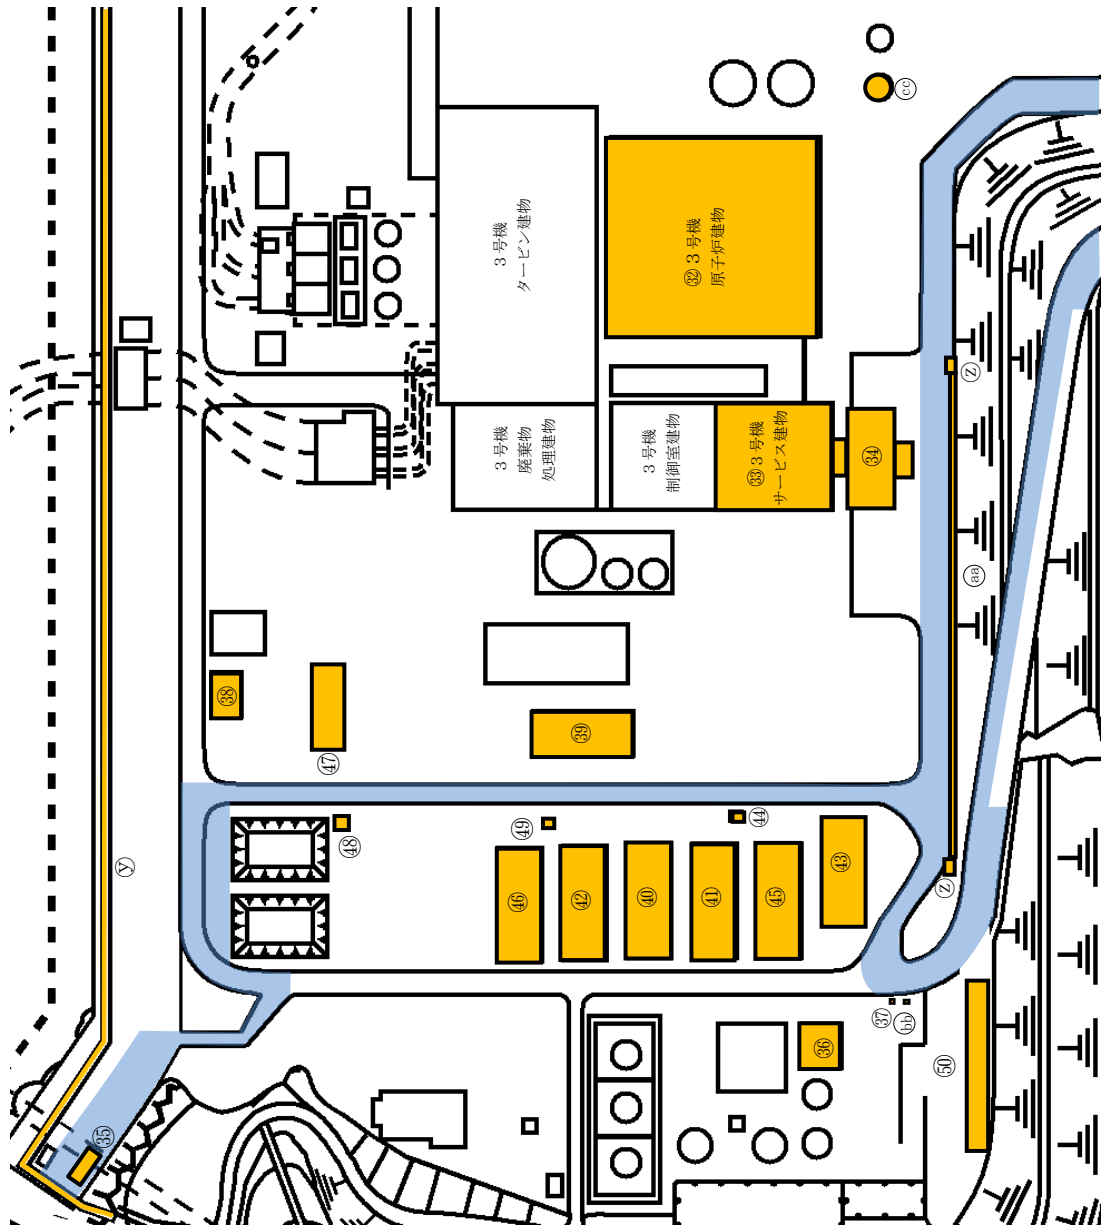 cc
3号機
タービン建物
㉜3号機
原子炉建物
z
3号機
廃棄物
処理建物
3号機
制御室建物
㉝3号機
サービス建物
㉞
aa
㊳
㊼
㊴
y
㊽
㊾
㊹
㊻
㊷
㊵
㊶
㊺
㊸
z
㊲
bb
㊱
㊿
㉟